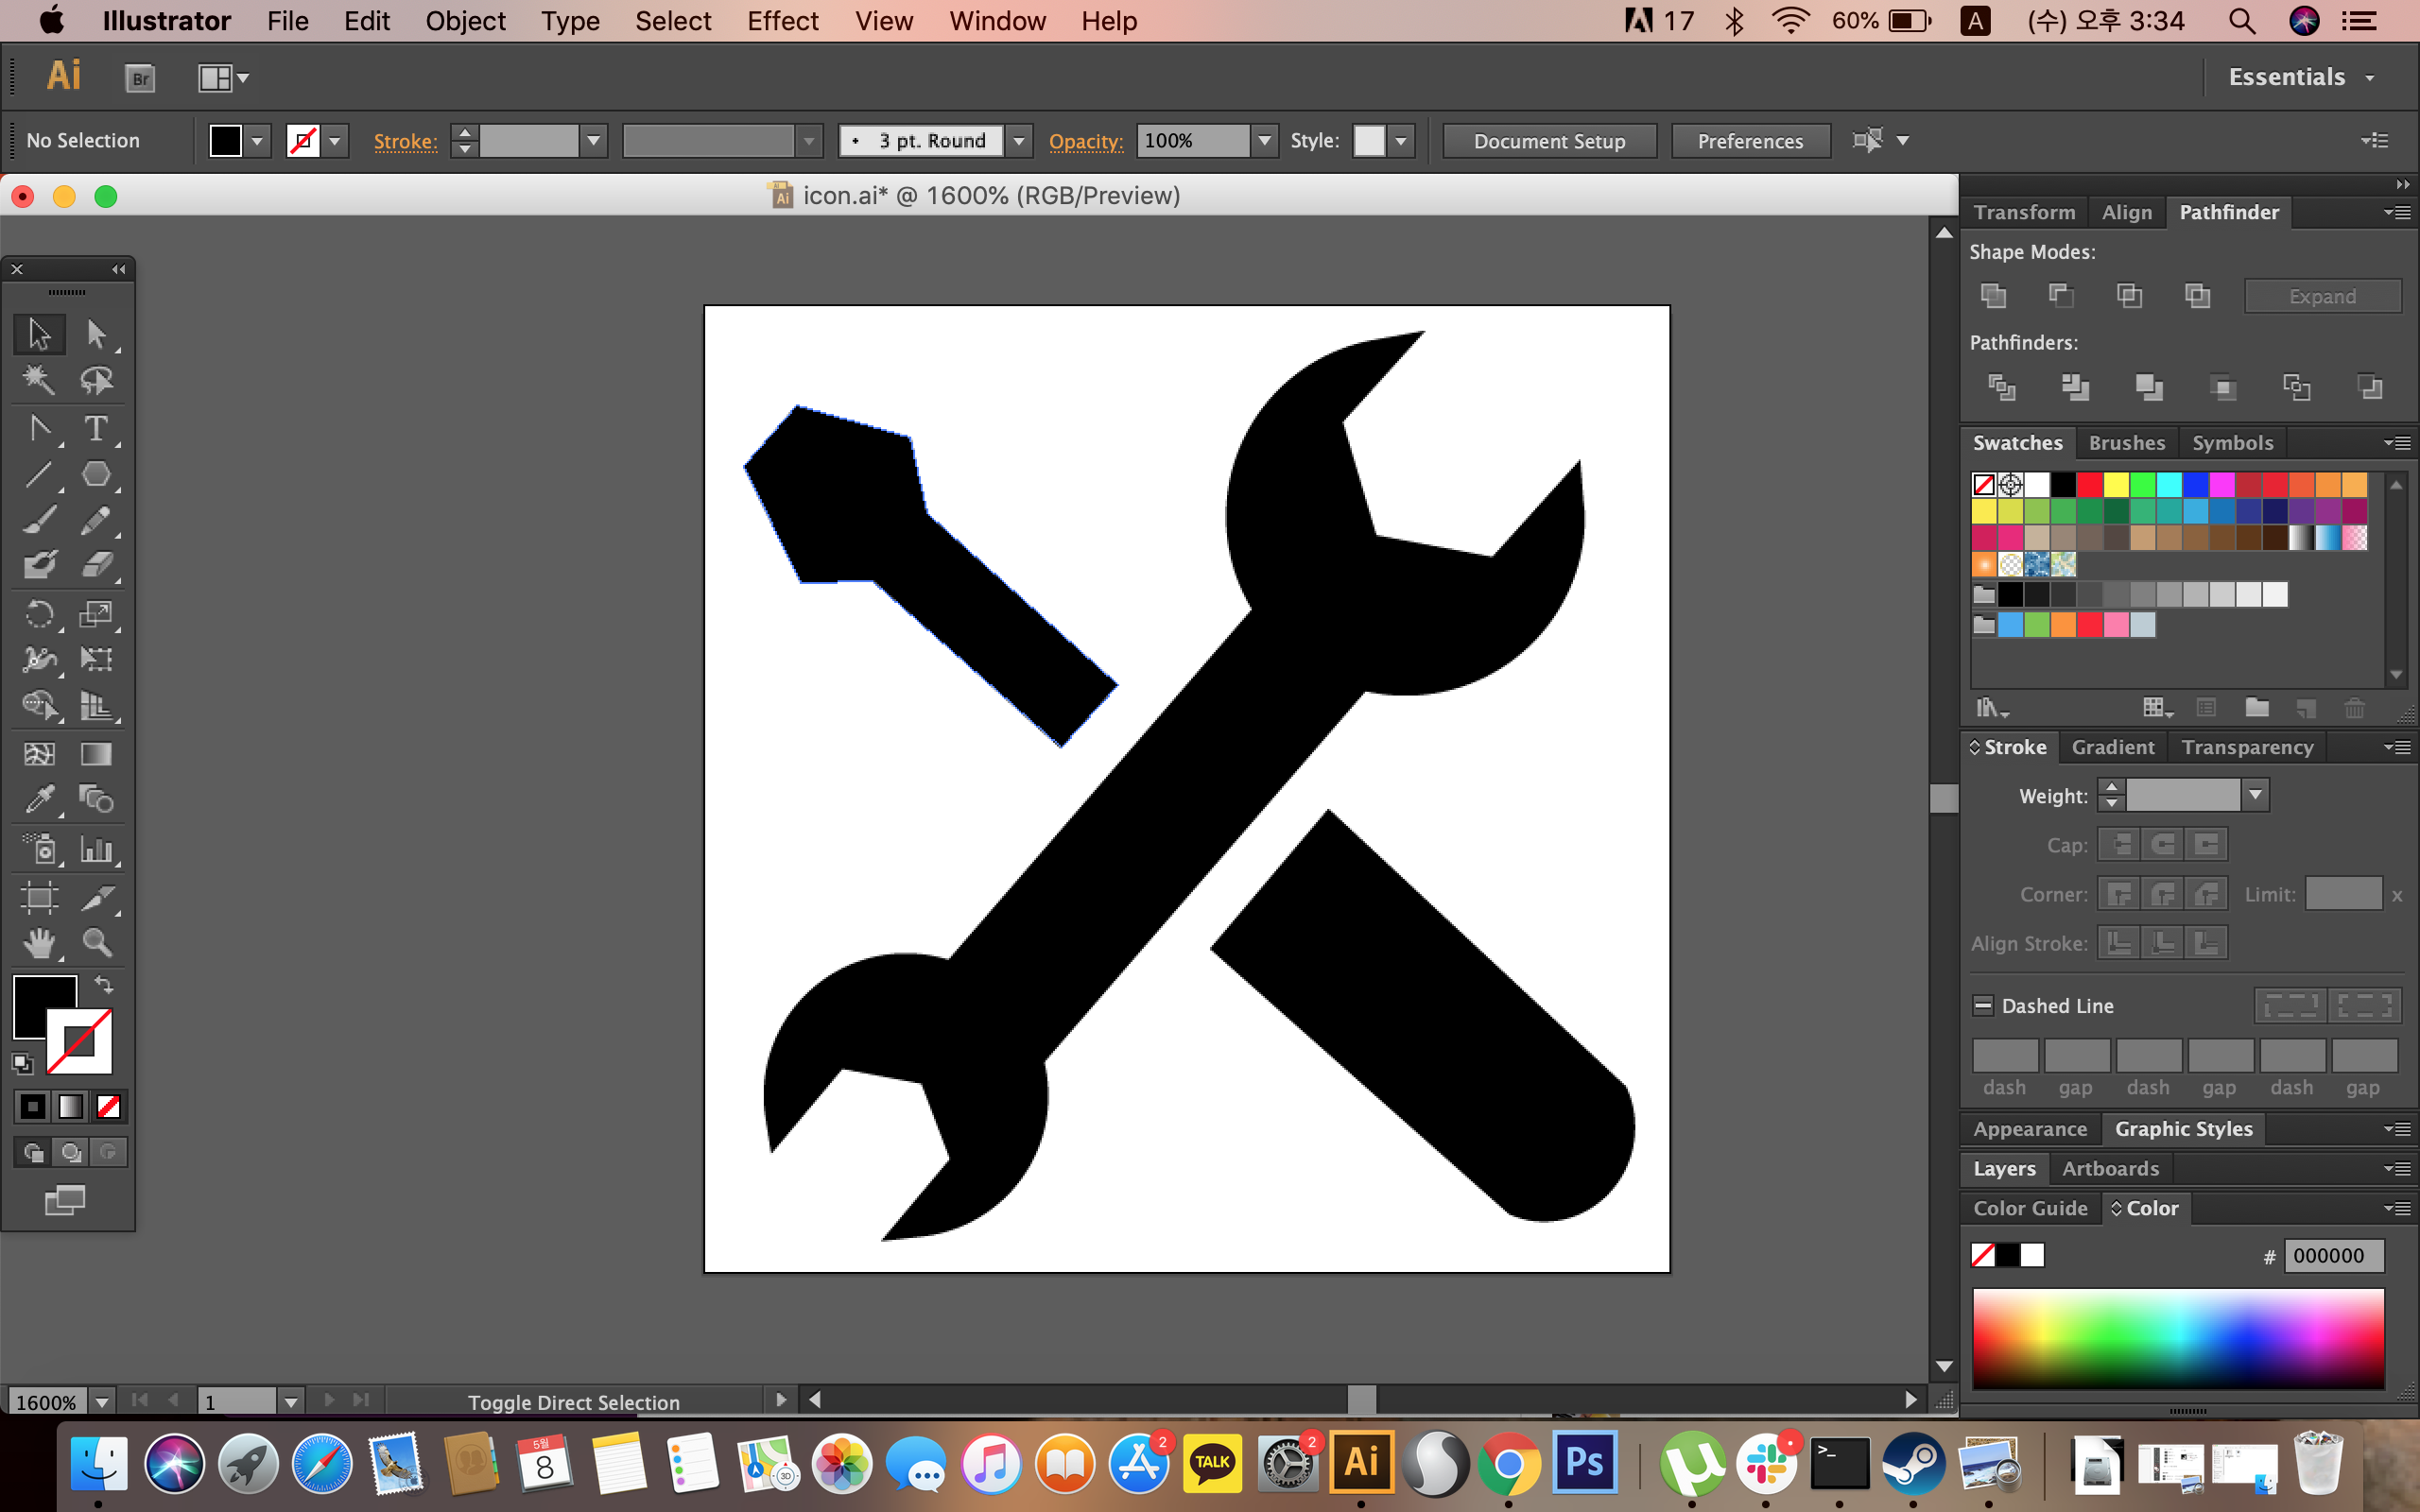 Illustrator File Edit Object Type Select Effect View Window Help 17 60% A (수) 오후 3:34
Ai Br Essentials
No Selection Stroke: 3 pt. Round Opacity: 100% Style: Document Setup Preferences
icon.ai* @ 1600% (RGB/Preview)
Transform Align Pathfinder
Shape Modes:
Expand
Pathfinders:
Swatches Brushes Symbols
Stroke Gradient Transparency
Weight:
Cap:
Corner: Limit: x
Align Stroke:
Dashed Line
dash gap dash gap dash gap
Appearance Graphic Styles
Layers Artboards
Color Guide Color
# 000000
1600% 1 Toggle Direct Selection
5월
8
3D
2
TALK
2
Ai
Ps
>_